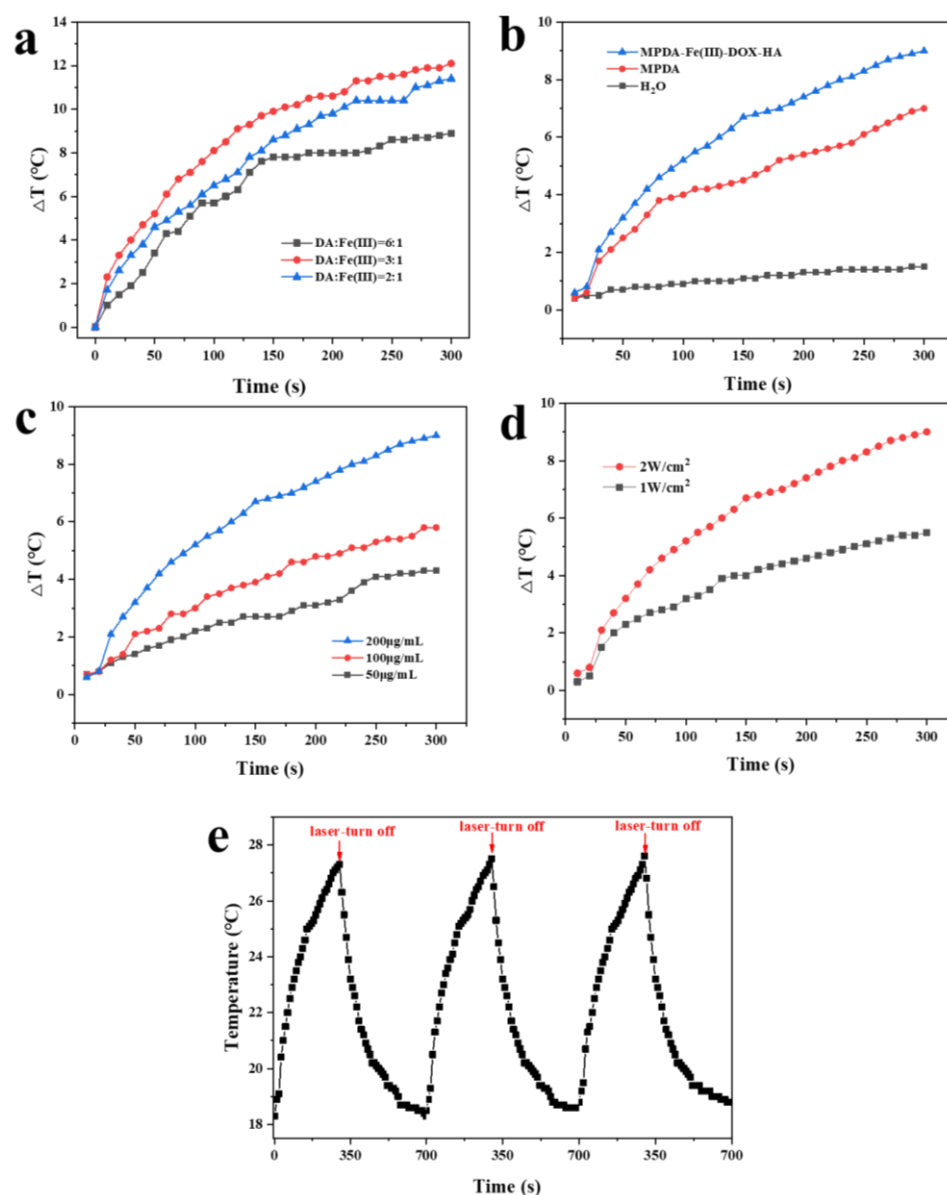 a
14
12
10
8
6
4
2
0
△T (℃)
DA:Fe(III)=6:1
DA:Fe(III)=3:1
DA:Fe(III)=2:1
0 50 100 150 200 250 300
Time (s)
b
10
8
6
4
2
0
△T (℃)
MPDA-Fe(III)-DOX-HA
MPDA
H₂O
50 100 150 200 250 300
Time (s)
c
10
8
6
4
2
0
△T (℃)
200μg/mL
100μg/mL
50μg/mL
0 50 100 150 200 250 300
Time (s)
d
10
8
6
4
2
0
△T (℃)
2W/cm²
1W/cm²
0 50 100 150 200 250 300
Time (s)
e
laser-turn off laser-turn off laser-turn off
28
26
24
22
20
18
Temperature (℃)
0 350 700 350 700 350 700
Time (s)